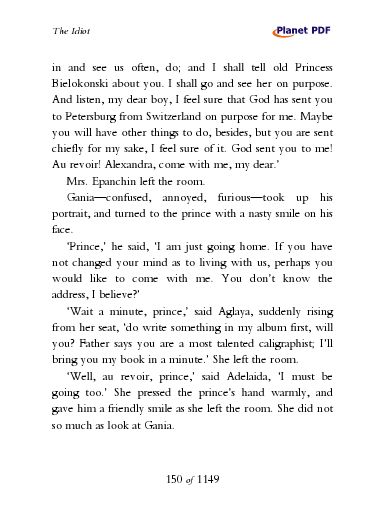 The Idiot
Planet PDF
in and see us often, do; and I shall tell old Princess
Bielokonski about you. I shall go and see her on purpose.
And listen, my dear boy, I feel sure that God has sent you
to Petersburg from Switzerland on purpose for me. Maybe
you will have other things to do, besides, but you are sent
chiefly for my sake, I feel sure of it. God sent you to me!
Au revoir! Alexandra, come with me, my dear.’
Mrs. Epanchin left the room.
Gania—confused, annoyed, furious—took up his
portrait, and turned to the prince with a nasty smile on his
face.
‘Prince,’ he said, ‘I am just going home. If you have
not changed your mind as to living with us, perhaps you
would like to come with me. You don’t know the
address, I believe?’
‘Wait a minute, prince,’ said Aglaya, suddenly rising
from her seat, ‘do write something in my album first, will
you? Father says you are a most talented caligraphist; I’ll
bring you my book in a minute.’ She left the room.
‘Well, au revoir, prince,’ said Adelaida, ‘I must be
going too.’ She pressed the prince’s hand warmly, and
gave him a friendly smile as she left the room. She did not
so much as look at Gania.
150 of 1149